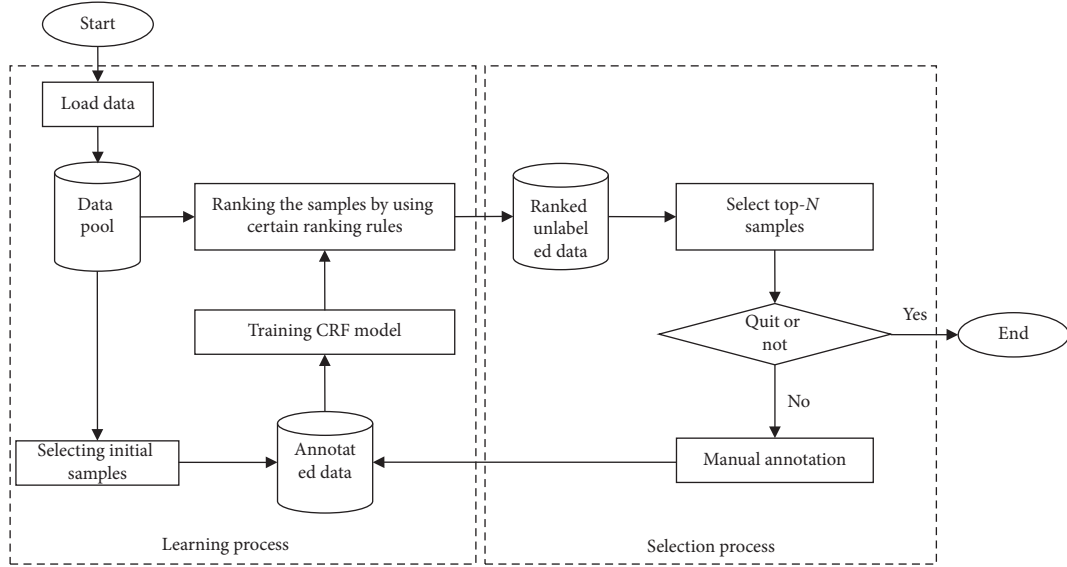 Start
Load data
Data
pool
Ranking the samples by using
certain ranking rules
Ranked
unlabel
ed data
Select top-N
samples
Training CRF model
Quit or
not
Yes
End
No
Selecting initial
samples
Annotat
ed data
Manual annotation
Learning process
Selection process